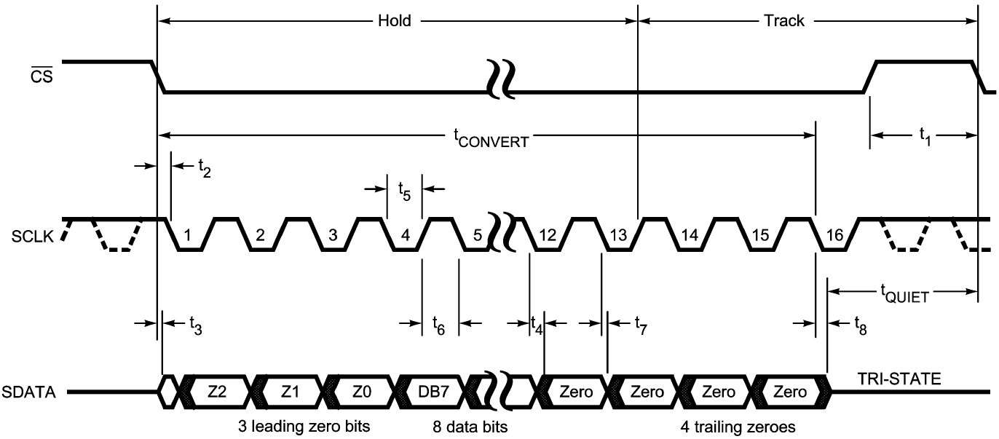 Hold Track
CS
tCONVERT t1
t2
t5
SCLK 1 2 3 4 5 12 13 14 15 16
tQUIET
t3 t6 t4 t7 t8
SDATA Z2 Z1 Z0 DB7 Zero Zero Zero Zero TRI-STATE
3 leading zero bits 8 data bits 4 trailing zeroes